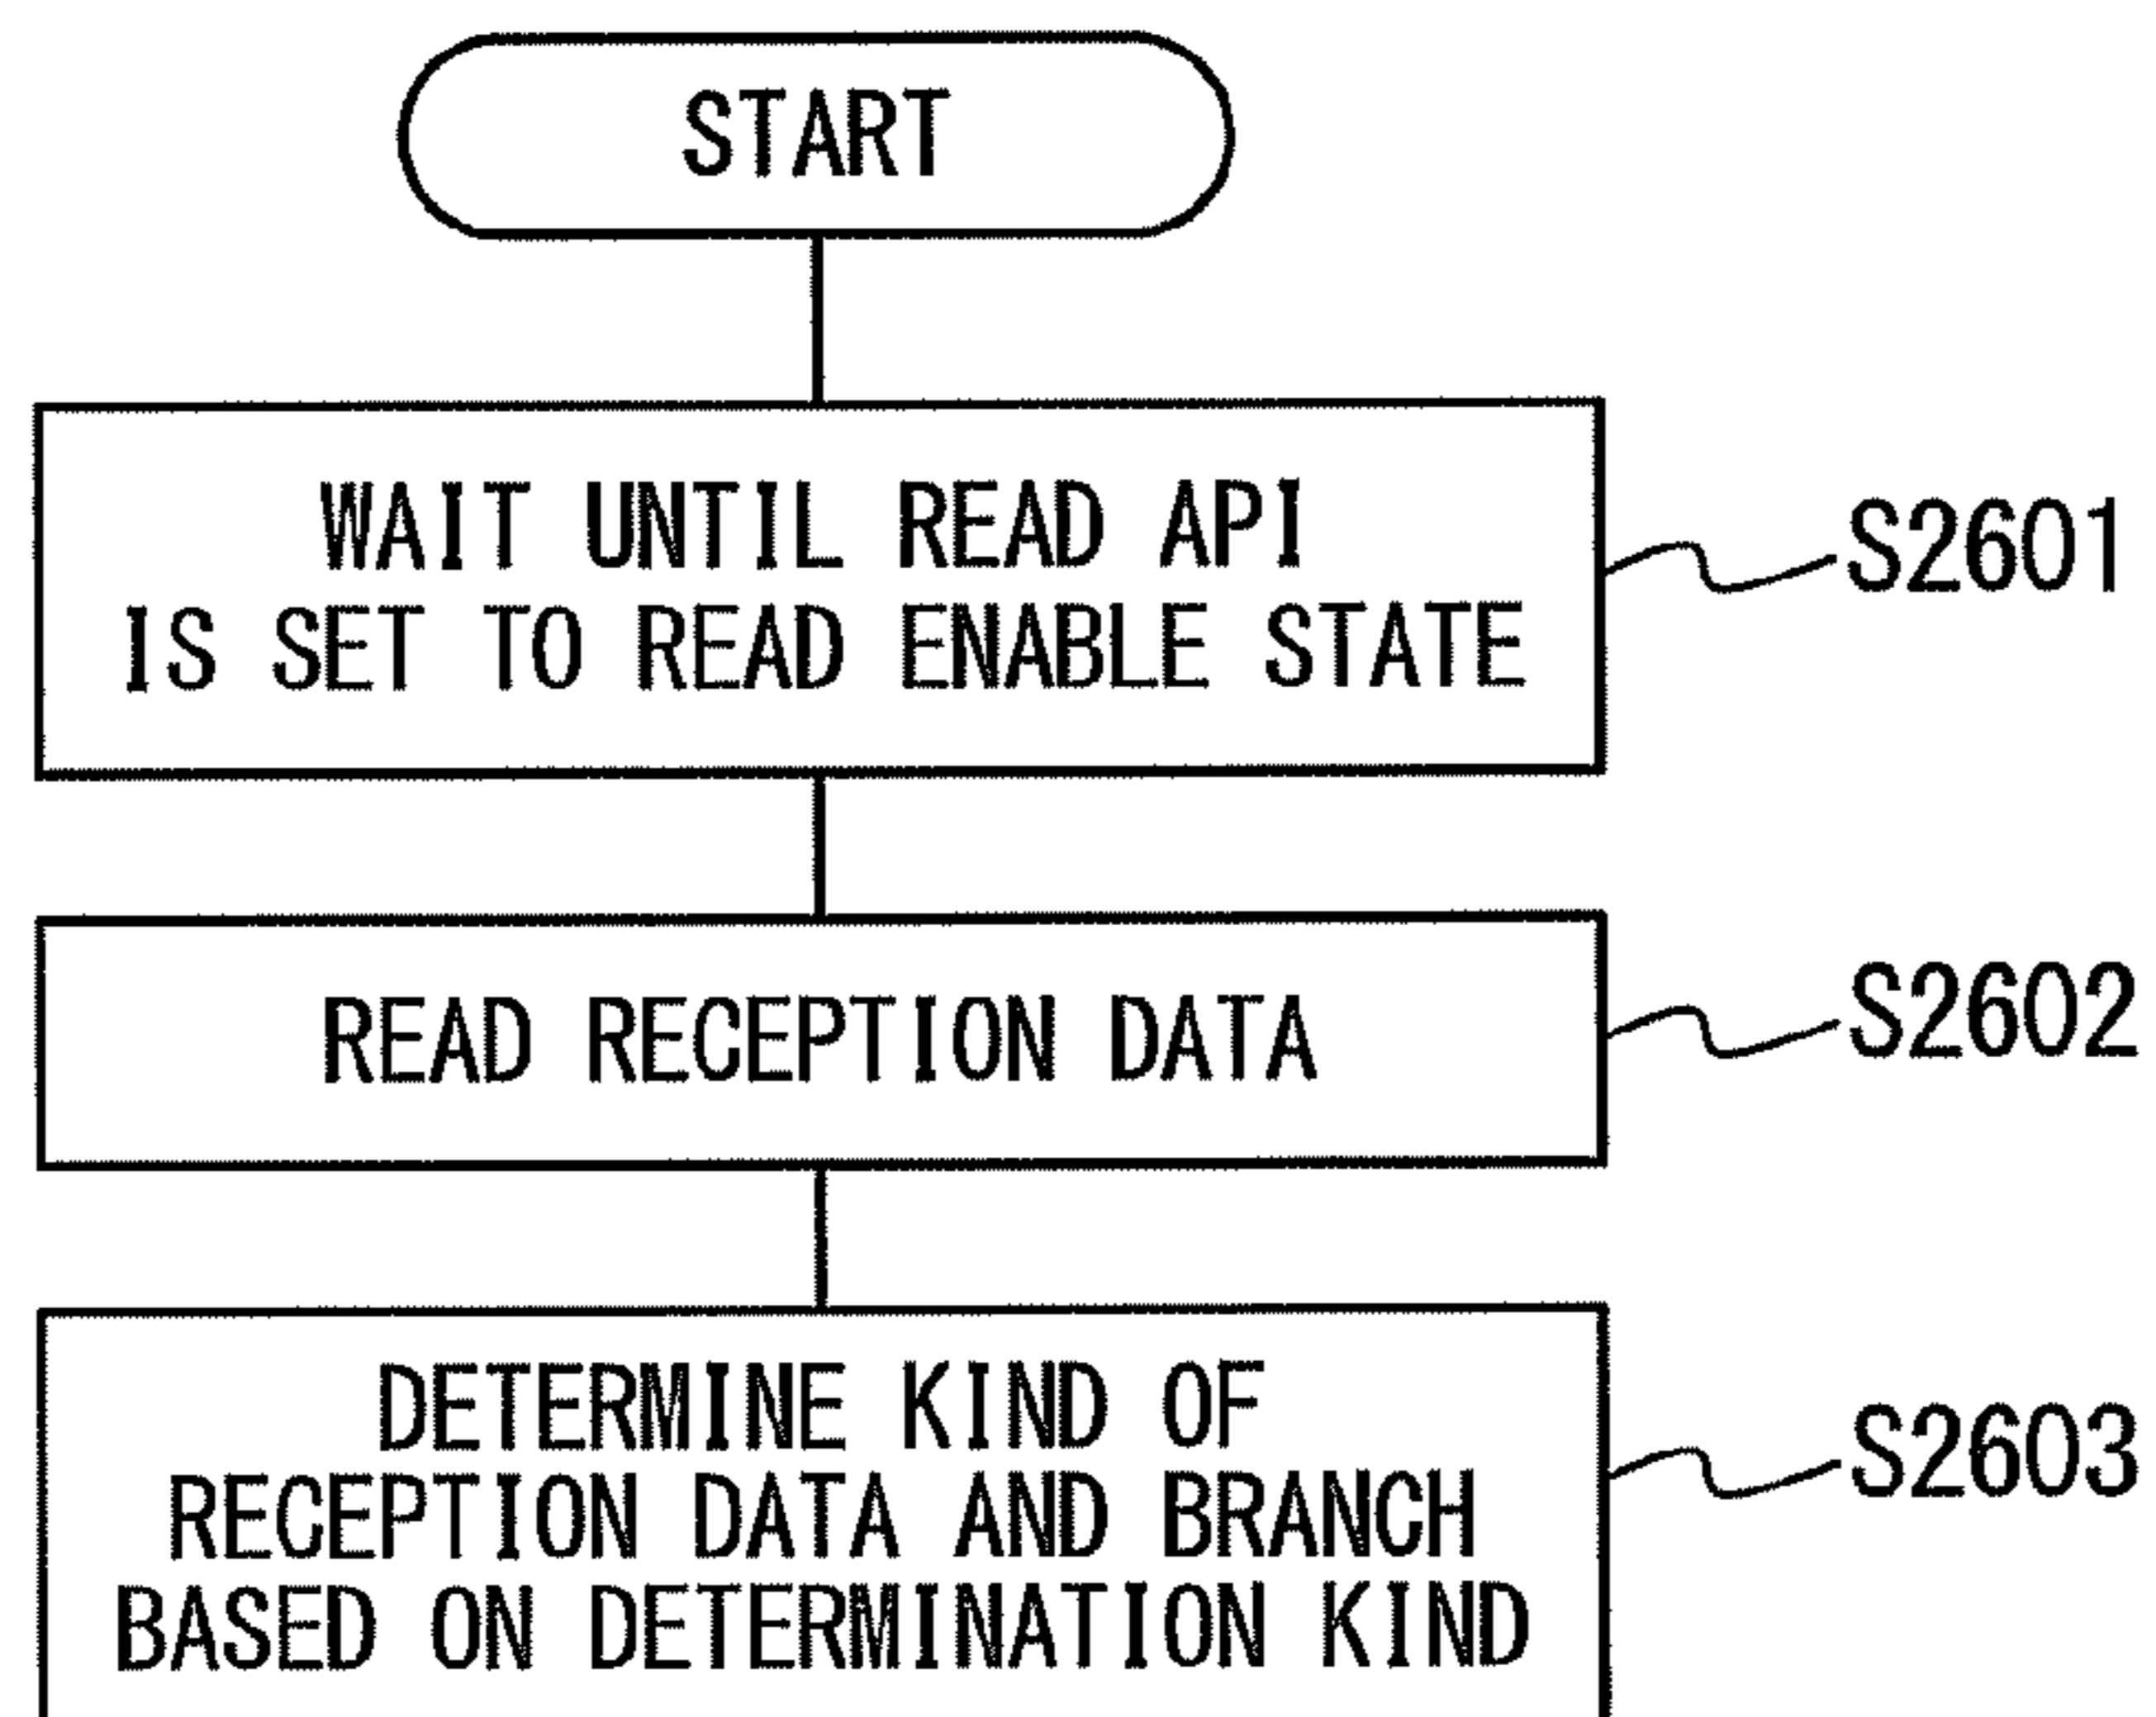 START
WAIT UNTIL READ API
IS SET TO READ ENABLE STATE
S2601
READ RECEPTION DATA
S2602
DETERMINE KIND OF
RECEPTION DATA AND BRANCH
BASED ON DETERMINATION KIND
S2603